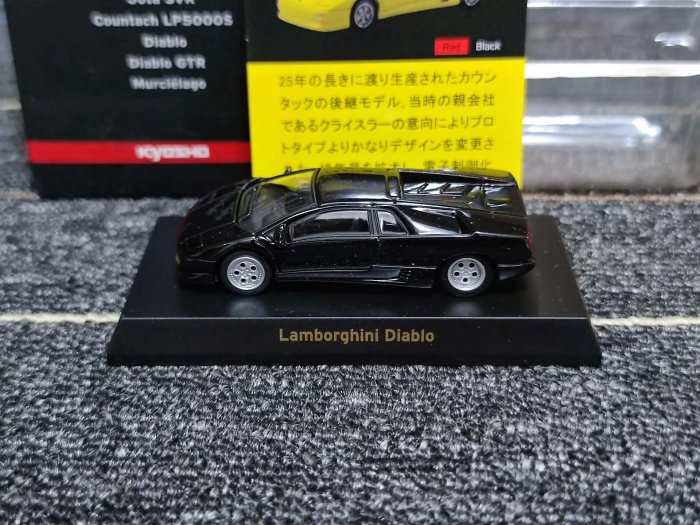 Countach LP5000S
Diablo
Diablo GTR
Murciélago
KYOSHO
Red Black
25年の長きに渡り生産されたカウン
タックの後継モデル。当時の親会社
であるクライスラーの意向によりプロ
トタイプよりかなりデザインを変更さ
Lamborghini Diablo